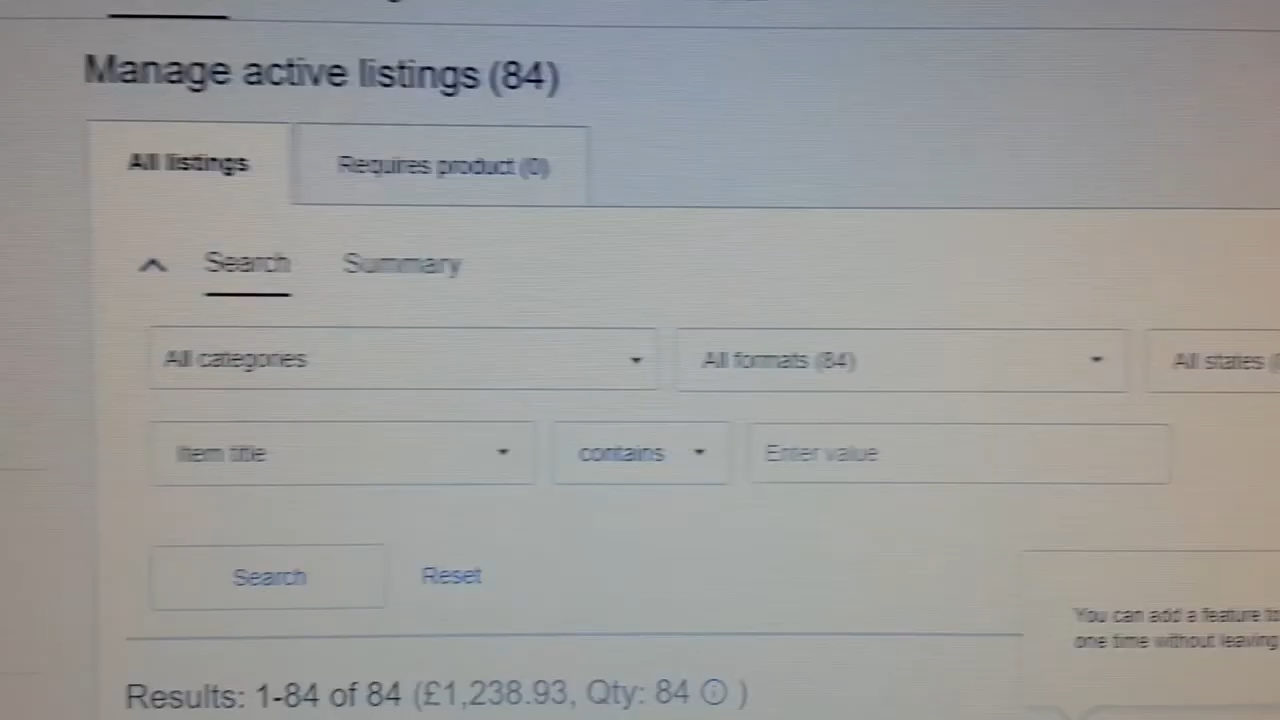 Manage active listings (84)
All listings Requires product (0)
Search Summary
All categories All formats (84) All states
Item title contains Enter value
Search Reset
You can add a feature to
one time without leaving
Results: 1-84 of 84 (£1,238.93, Qty: 84 )